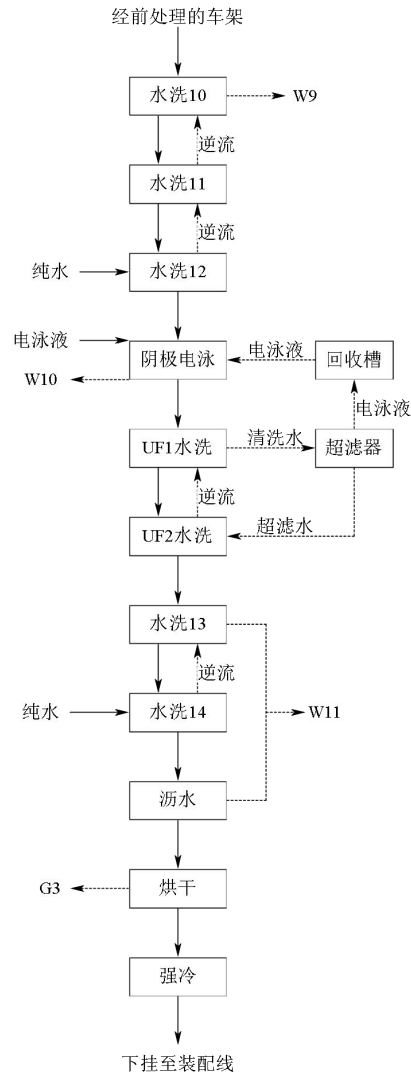 经前处理的车架
水洗10
W9
逆流
水洗11
逆流
纯水
水洗12
电泳液
阴极电泳
电泳液
回收槽
W10
电泳液
UF1水洗
清洗水
超滤器
逆流
UF2水洗
超滤水
水洗13
逆流
纯水
水洗14
W11
沥水
G3
烘干
强冷
下挂至装配线